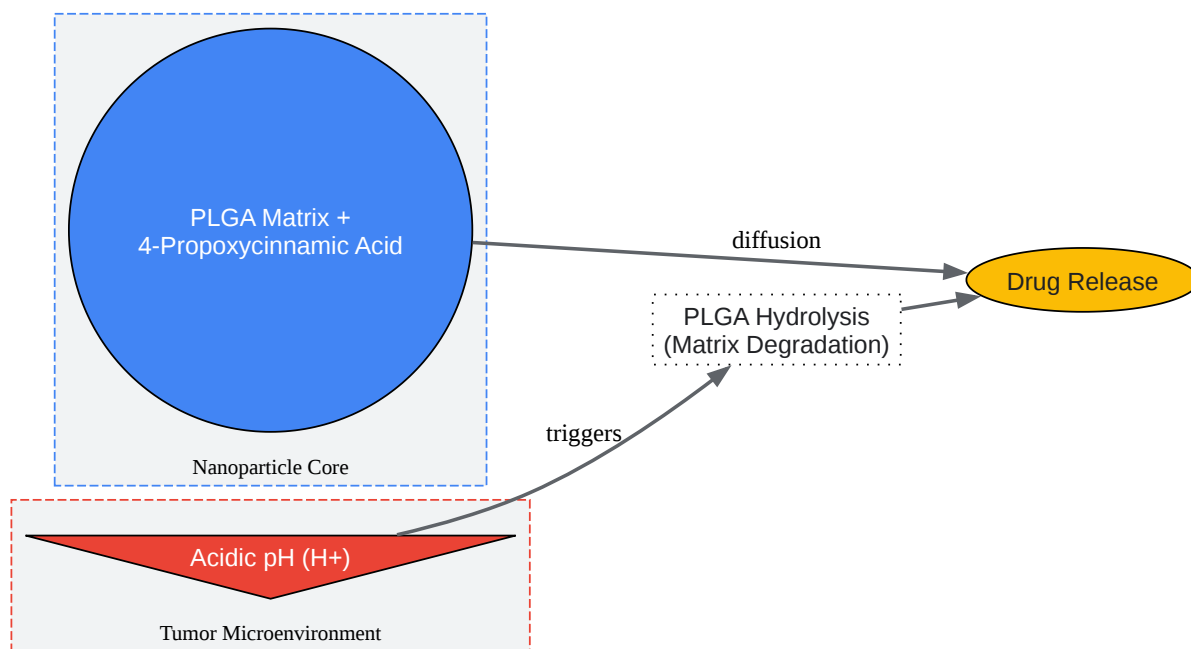 PLGA Matrix +
4-Propoxycinnamic Acid
Nanoparticle Core
diffusion
Drug Release
PLGA Hydrolysis
(Matrix Degradation)
triggers
Acidic pH (H+)
Tumor Microenvironment